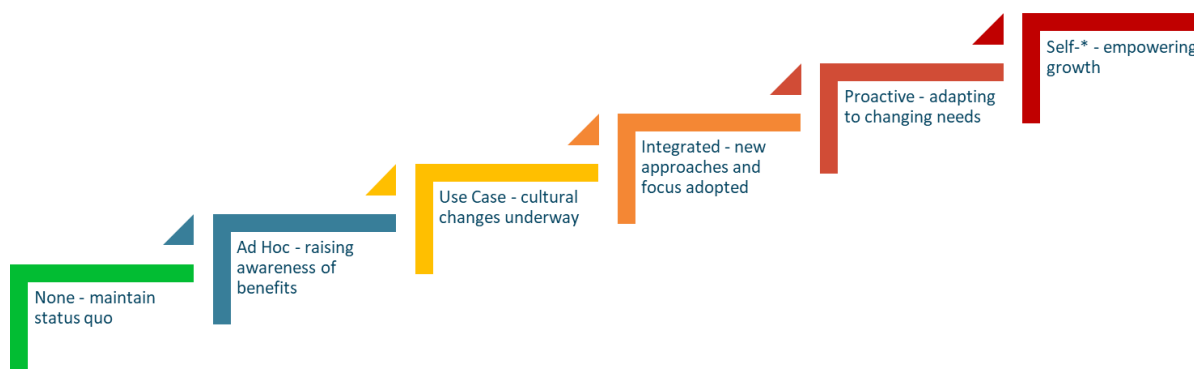 None - maintain
status quo
Ad Hoc - raising
awareness of
benefits
Use Case - cultural
changes underway
Integrated - new
approaches and
focus adopted
Proactive - adapting
to changing needs
Self-* - empowering
growth